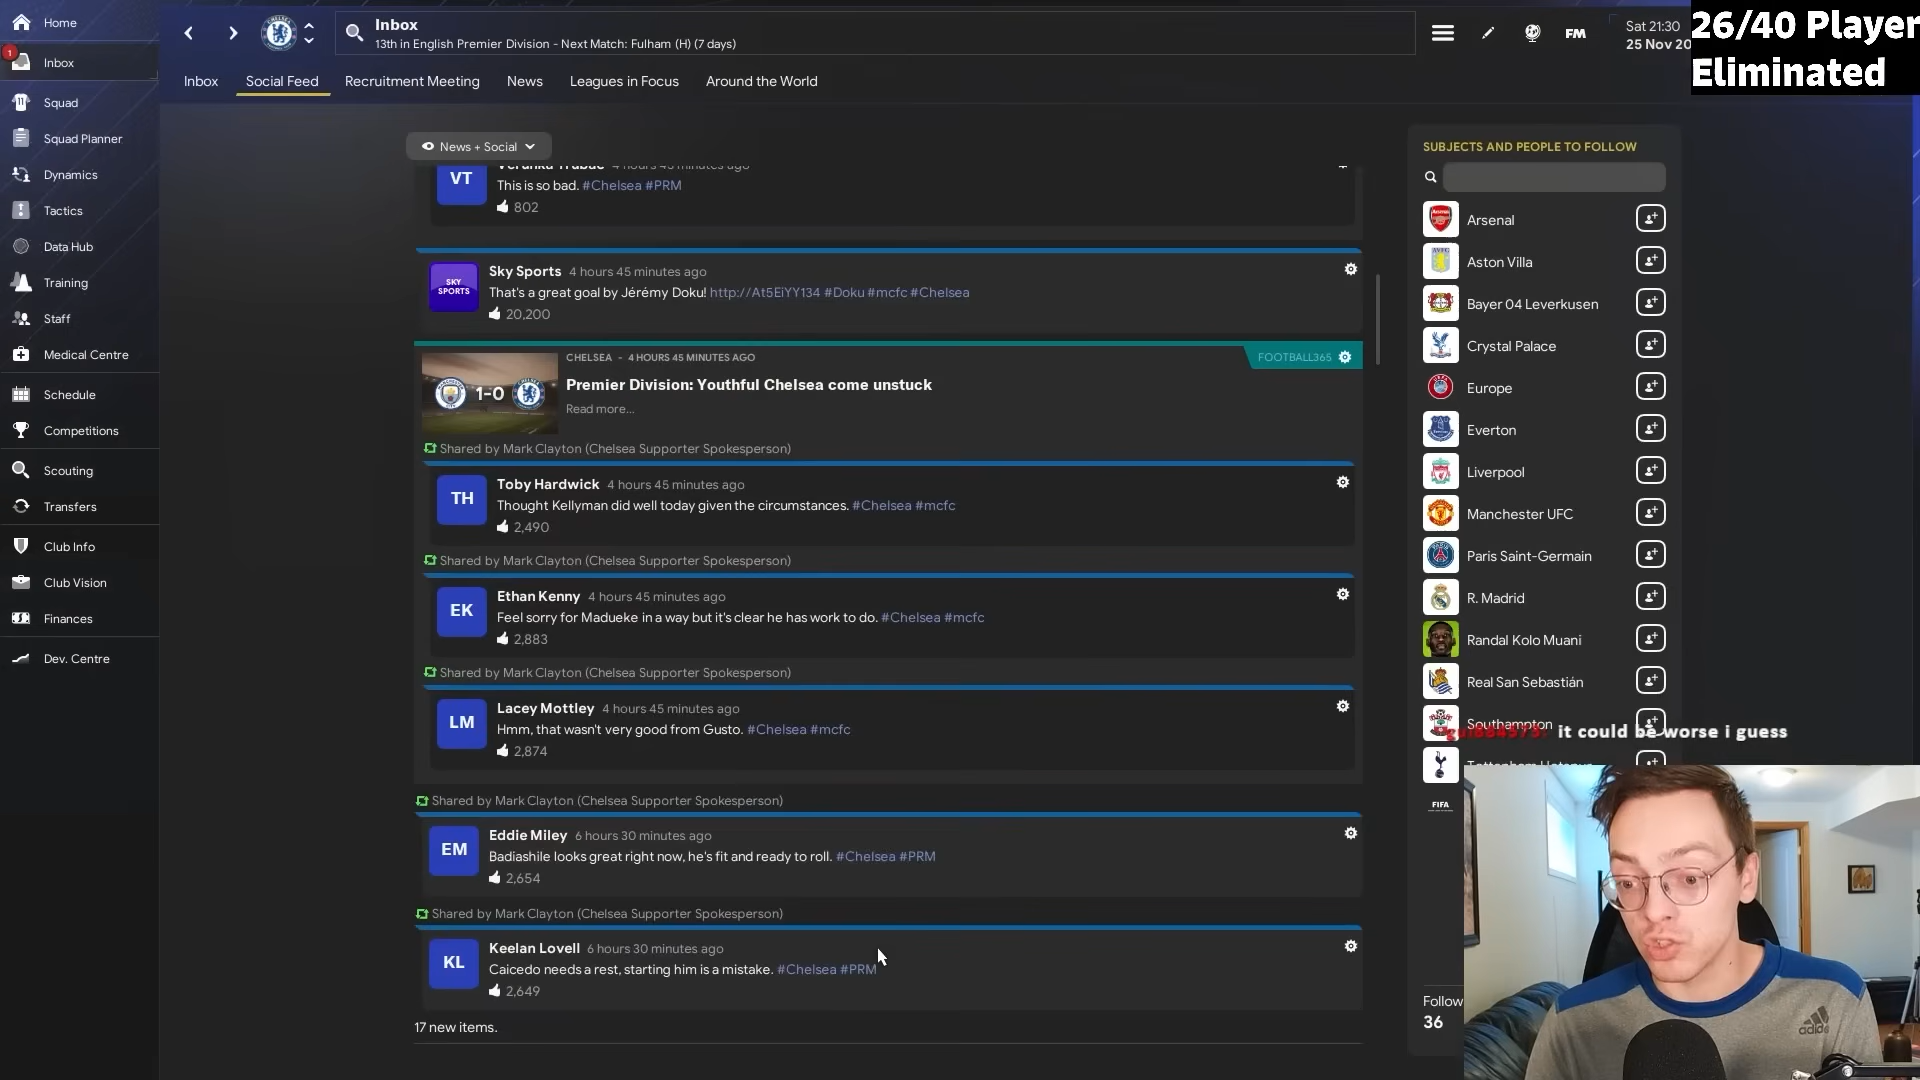 Home
Inbox
13th in English Premier Division - Next Match: Fulham (H) (7 days)
FM
Sat 21:30
25 Nov 20
26/40 Player
Eliminated
1
Inbox
Squad
Squad Planner
Dynamics
Tactics
Data Hub
Training
Staff
Medical Centre
Schedule
Competitions
Scouting
Transfers
Club Info
Club Vision
Finances
Dev. Centre
Inbox
Social Feed
Recruitment Meeting
News
Leagues in Focus
Around the World
News + Social
VT
This is so bad. #Chelsea #PRM
802
SKY SPORTS
Sky Sports 4 hours 45 minutes ago
That's a great goal by Jérémy Doku! http://At5EiYY134 #Doku #mcfc #Chelsea
20,200
CHELSEA - 4 HOURS 45 MINUTES AGO
FOOTBALL365
1-0
Premier Division: Youthful Chelsea come unstuck
Read more...
Shared by Mark Clayton (Chelsea Supporter Spokesperson)
TH
Toby Hardwick 4 hours 45 minutes ago
Thought Kellyman did well today given the circumstances. #Chelsea #mcfc
2,490
Shared by Mark Clayton (Chelsea Supporter Spokesperson)
EK
Ethan Kenny 4 hours 45 minutes ago
Feel sorry for Madueke in a way but it's clear he has work to do. #Chelsea #mcfc
2,883
Shared by Mark Clayton (Chelsea Supporter Spokesperson)
LM
Lacey Mottley 4 hours 45 minutes ago
Hmm, that wasn't very good from Gusto. #Chelsea #mcfc
2,874
Shared by Mark Clayton (Chelsea Supporter Spokesperson)
EM
Eddie Miley 6 hours 30 minutes ago
Badiashile looks great right now, he's fit and ready to roll. #Chelsea #PRM
2,654
Shared by Mark Clayton (Chelsea Supporter Spokesperson)
KL
Keelan Lovell 6 hours 30 minutes ago
Caicedo needs a rest, starting him is a mistake. #Chelsea #PRM
2,649
17 new items.
SUBJECTS AND PEOPLE TO FOLLOW
Arsenal
Aston Villa
Bayer 04 Leverkusen
Crystal Palace
Europe
Everton
Liverpool
Manchester UFC
Paris Saint-Germain
R. Madrid
Randal Kolo Muani
Real San Sebastián
Southampton
it could be worse i guess
FIFA
Follow
36
adidas